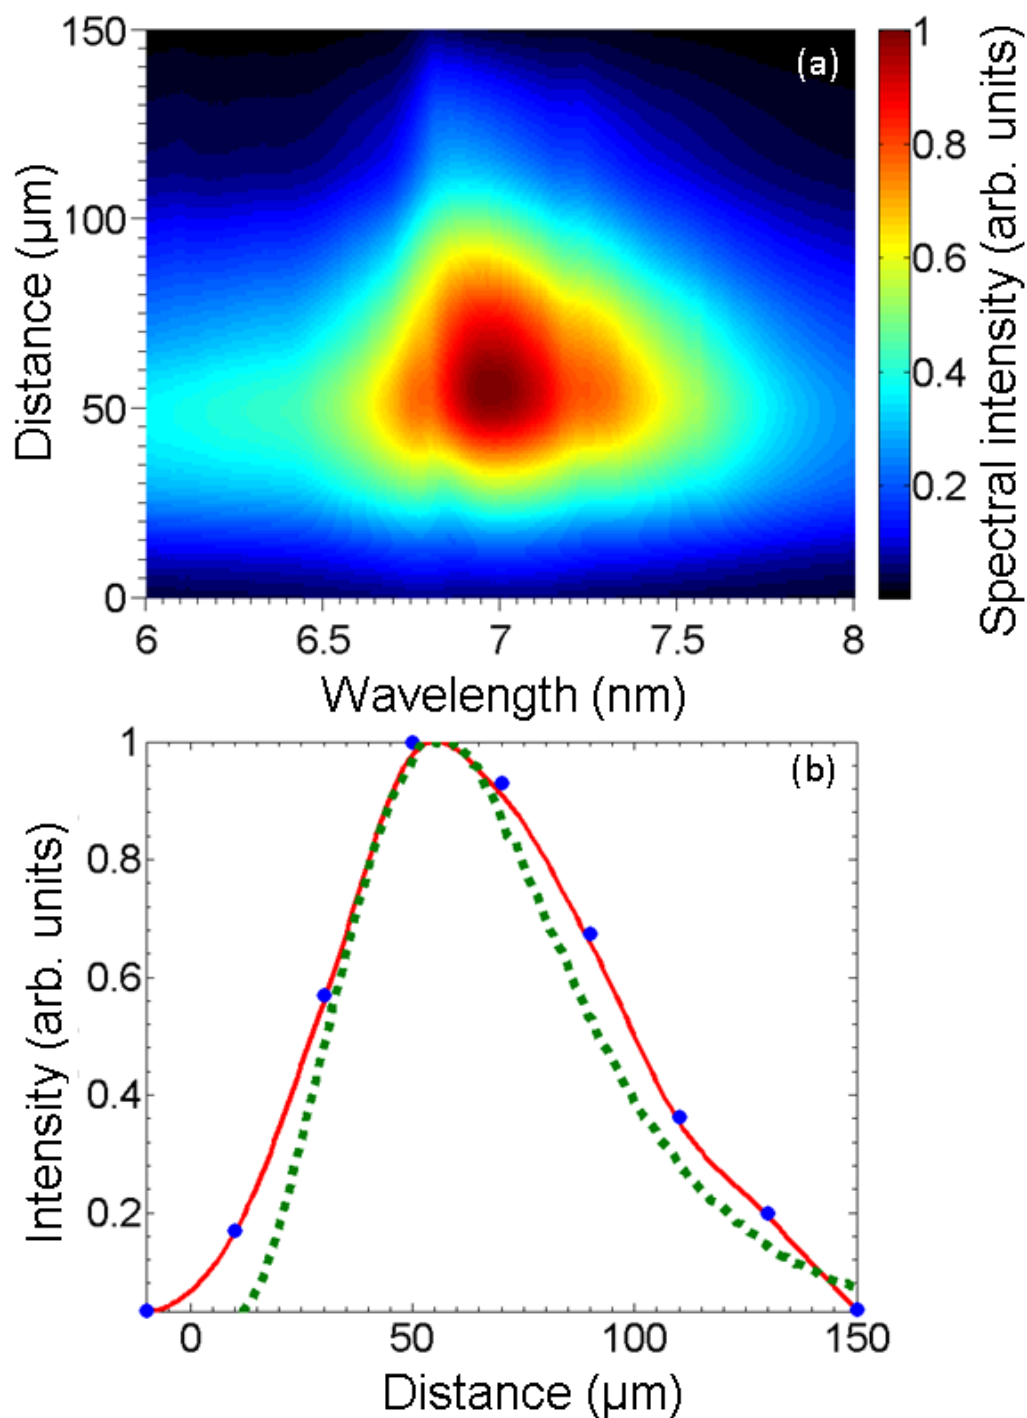 (a)
150
100
50
0
Distance (μm)
6 6.5 7 7.5 8
Wavelength (nm)
1
0.8
0.6
0.4
0.2
Spectral intensity (arb. units)
(b)
1
0.8
0.6
0.4
0.2
Intensity (arb. units)
0 50 100 150
Distance (μm)